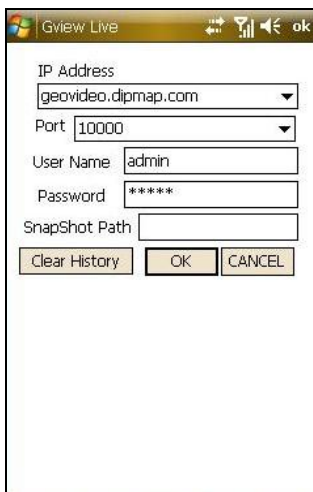 Gview Live ok
IP Address
geovideo.dipmap.com
Port 10000
User Name admin
Password *****
SnapShot Path
Clear History OK CANCEL